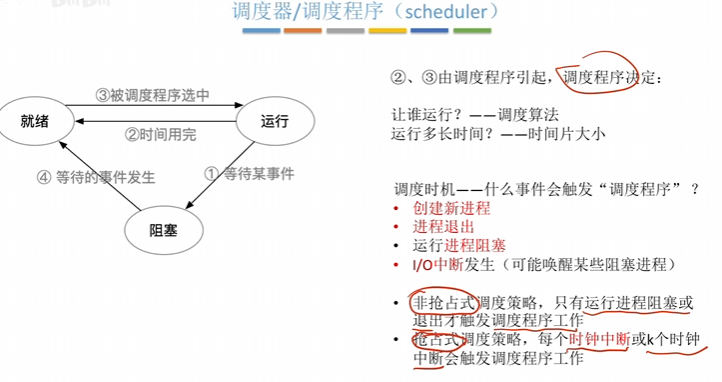 调度器/调度程序（scheduler）
②、③由调度程序引起，调度程序决定：
③被调度程序选中
就绪
运行
②时间用完
让谁运行？——调度算法
运行多长时间？——时间片大小
④ 等待的事件发生
① 等待某事件
阻塞
调度时机——什么事件会触发“调度程序”？
• 创建新进程
• 进程退出
• 运行进程阻塞
• I/O中断发生（可能唤醒某些阻塞进程）
• 非抢占式调度策略，只有运行进程阻塞或
退出才触发调度程序工作
• 抢占式调度策略，每个时钟中断或k个时钟
中断会触发调度程序工作